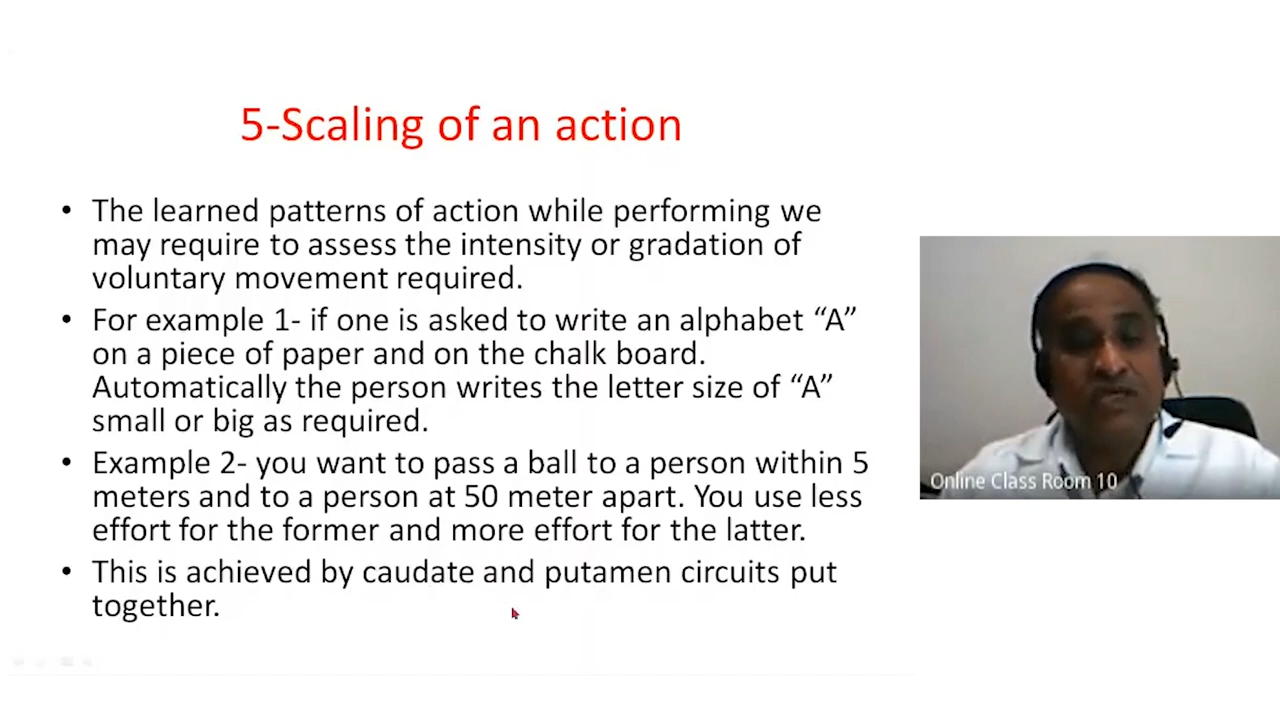 5-Scaling of an action
• The learned patterns of action while performing we
may require to assess the intensity or gradation of
voluntary movement required.
• For example 1- if one is asked to write an alphabet “A”
on a piece of paper and on the chalk board.
Automatically the person writes the letter size of “A”
small or big as required.
• Example 2- you want to pass a ball to a person within 5
meters and to a person at 50 meter apart. You use less
effort for the former and more effort for the latter.
• This is achieved by caudate and putamen circuits put
together.
Online Class Room 10